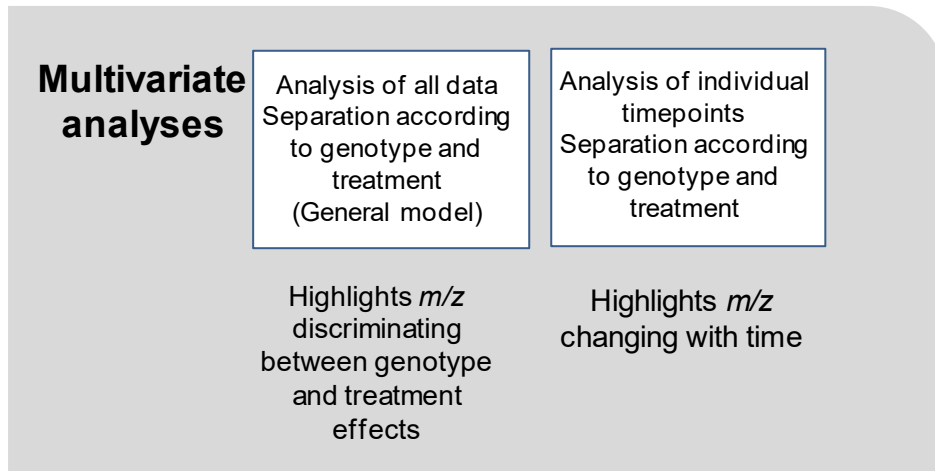 Multivariate
analyses
Analysis of all data
Separation according
to genotype and
treatment
(General model)
Analysis of individual
timepoints
Separation according
to genotype and
treatment
Highlights m/z
discriminating
between genotype
and treatment
effects
Highlights m/z
changing with time